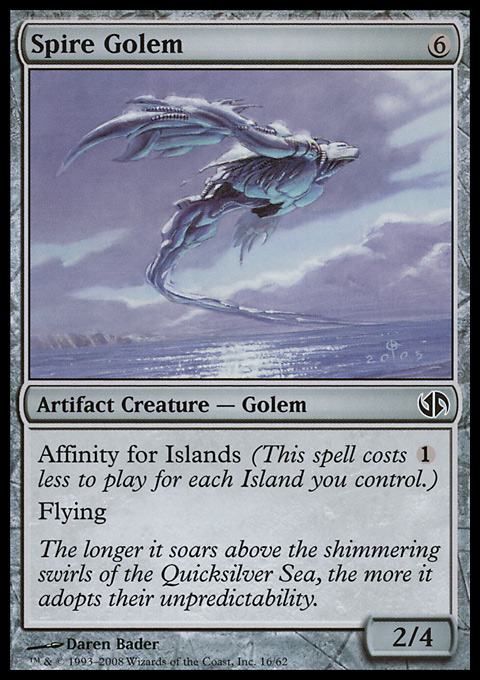 Spire Golem
6
2003
Artifact Creature — Golem
Affinity for Islands (This spell costs 1
less to play for each Island you control.)
Flying
The longer it soars above the shimmering
swirls of the Quicksilver Sea, the more it
adopts their unpredictability.
Daren Bader
2/4
™ & © 1993–2008 Wizards of the Coast, Inc. 16/62